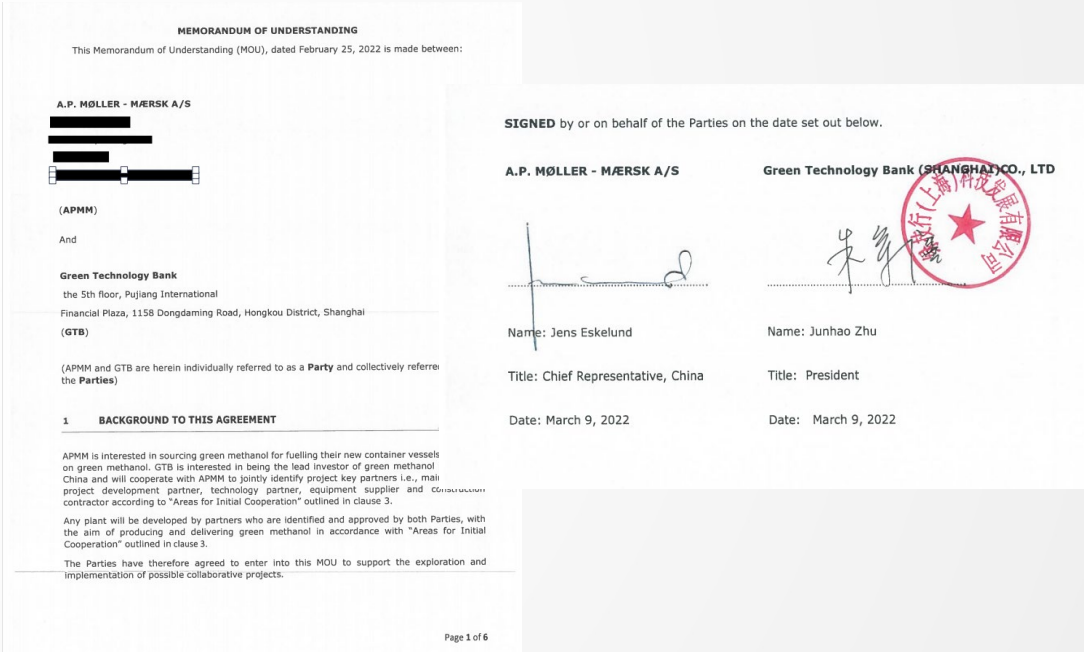 MEMORANDUM OF UNDERSTANDING
This Memorandum of Understanding (MOU), dated February 25, 2022 is made between:
A.P. MØLLER - MÆRSK A/S
(APMM)
And
Green Technology Bank
the 5th floor, Pujiang International
Financial Plaza, 1158 Dongdaming Road, Hongkou District, Shanghai
(GTB)
(APMM and GTB are herein individually referred to as a Party and collectively
the Parties)
1 BACKGROUND TO THIS AGREEMENT
APMM is interested in sourcing green methanol for fuelling their new container vessels
on green methanol. GTB is interested in being the lead investor of green methanol
China and will cooperate with APMM to jointly identify project key partners i.e.,
project development partner, technology partner, equipment supplier and construction
contractor according to "Areas for Initial Cooperation" outlined in clause 3.
Any plant will be developed by partners who are identified and approved by both Parties, with
the aim of producing and delivering green methanol in accordance with "Areas for Initial
Cooperation" outlined in clause 3.
The Parties have therefore agreed to enter into this MOU to support the exploration and
implementation of possible collaborative projects.
Page 1 of 6
SIGNED by or on behalf of the Parties on the date set out below.
A.P. MØLLER - MÆRSK A/S
Name: Jens Eskelund
Title: Chief Representative, China
Date: March 9, 2022
Green Technology Bank (SHANGHAI)CO., LTD
行(上海)科技发展有限公司
Name: Junhao Zhu
Title: President
Date: March 9, 2022